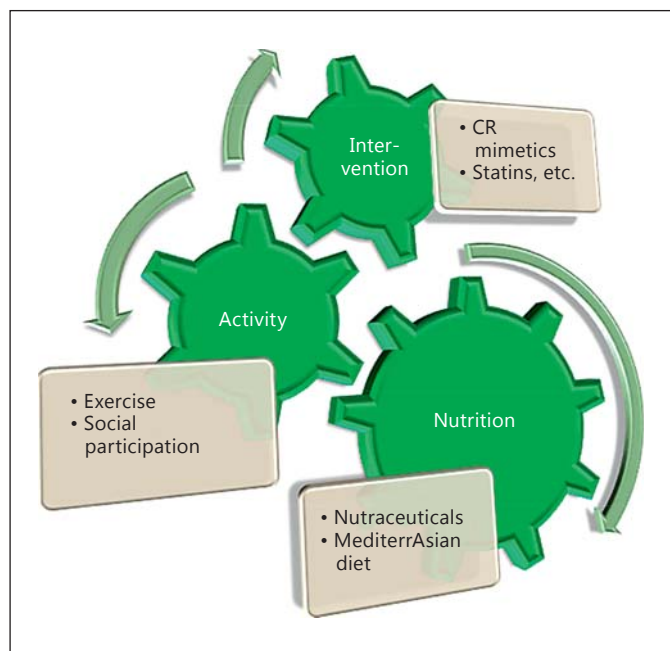 Inter-
vention
• CR
mimetics
• Statins, etc.
Activity
• Exercise
• Social
participation
Nutrition
• Nutraceuticals
• MediterrAsian
diet